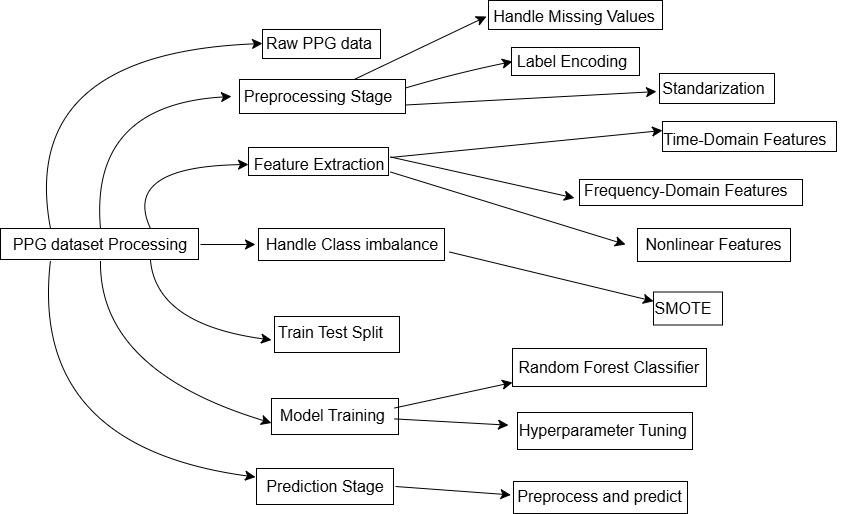 Handle Missing Values
Raw PPG data
Label Encoding
Preprocessing Stage
Standarization
Time-Domain Features
Feature Extraction
Frequency-Domain Features
PPG dataset Processing
Handle Class imbalance
Nonlinear Features
SMOTE
Train Test Split
Random Forest Classifier
Model Training
Hyperparameter Tuning
Prediction Stage
Preprocess and predict